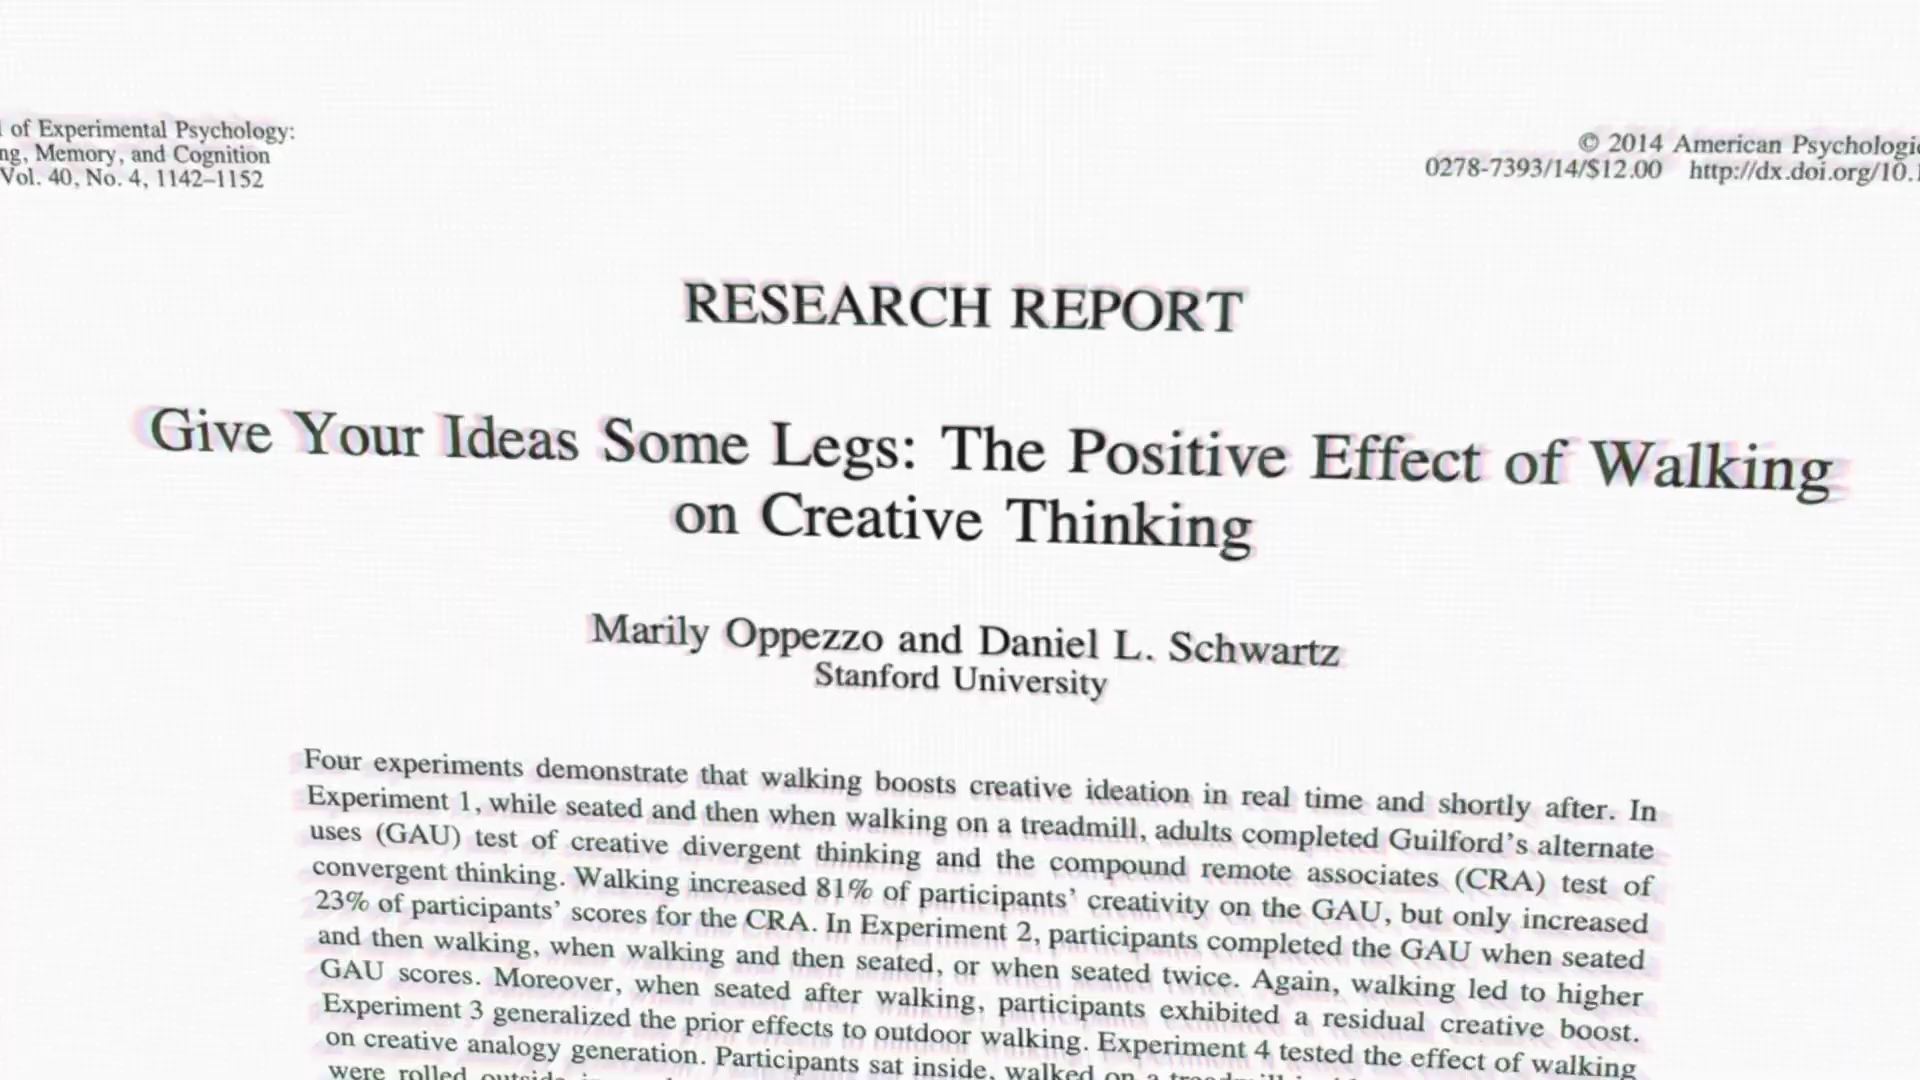 of Experimental Psychology:
Memory, and Cognition
Vol. 40, No. 4, 1142–1152
© 2014 American
0278-7393/14/$12.00 http://dx.doi.org/10.
RESEARCH REPORT
Give Your Ideas Some Legs: The Positive Effect of Walking
on Creative Thinking
Marily Oppezzo and Daniel L. Schwartz
Stanford University
Four experiments demonstrate that walking boosts creative ideation in real time and shortly after. In
Experiment 1, while seated and then when walking on a treadmill, adults completed Guilford's alternate
uses (GAU) test of creative divergent thinking and the compound remote associates (CRA) test of
convergent thinking. Walking increased 81% of participants' creativity on the GAU, but only increased
23% of participants' scores for the CRA. In Experiment 2, participants completed the GAU when seated
and then walking, when walking and then seated, or when seated twice. Again, walking led to higher
GAU scores. Moreover, when seated after walking, participants exhibited a residual creative boost.
Experiment 3 generalized the prior effects to outdoor walking. Experiment 4 tested the effect of walking
on creative analogy generation. Participants sat inside, walked on a
were rolled